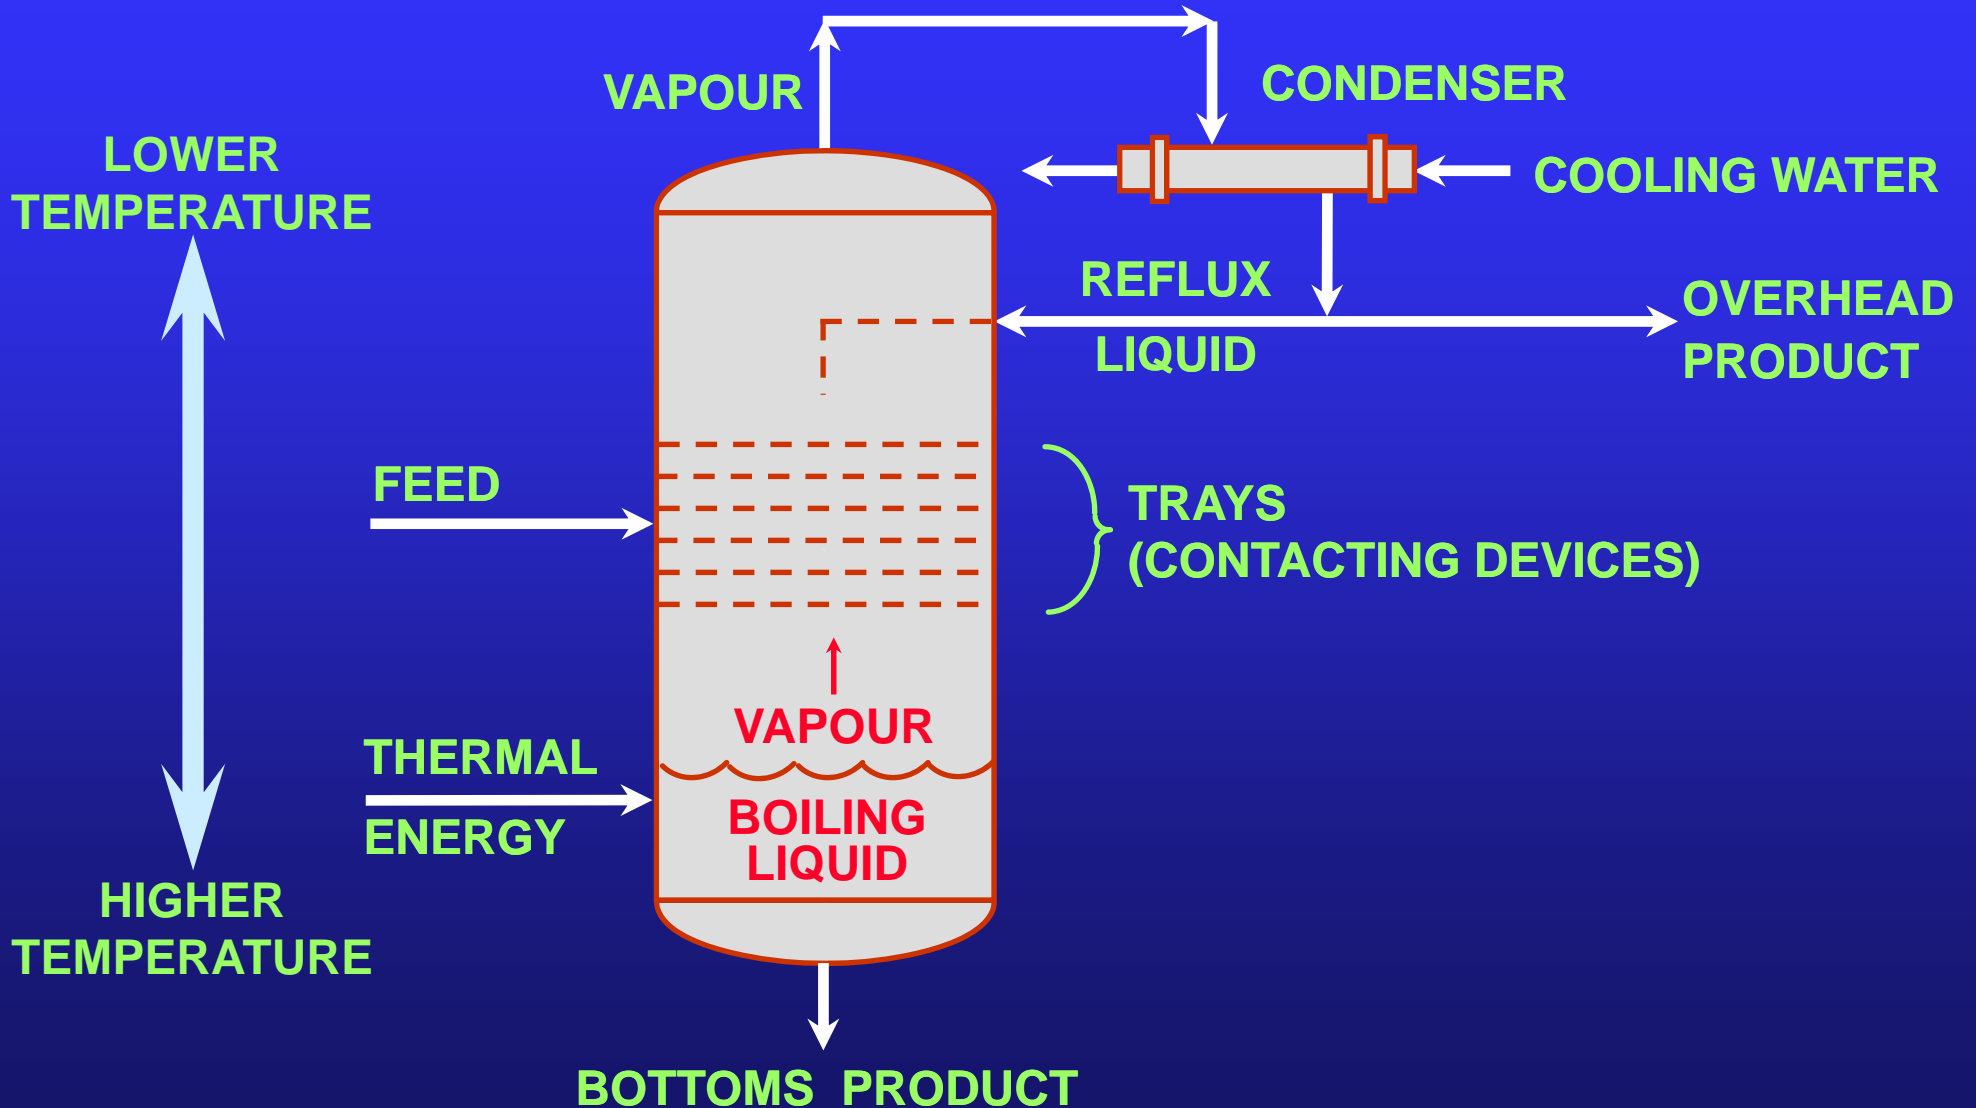 VAPOUR
CONDENSER
LOWER
TEMPERATURE
COOLING WATER
REFLUX
LIQUID
OVERHEAD
PRODUCT
FEED
TRAYS
(CONTACTING DEVICES)
VAPOUR
THERMAL
ENERGY
BOILING
LIQUID
HIGHER
TEMPERATURE
BOTTOMS PRODUCT